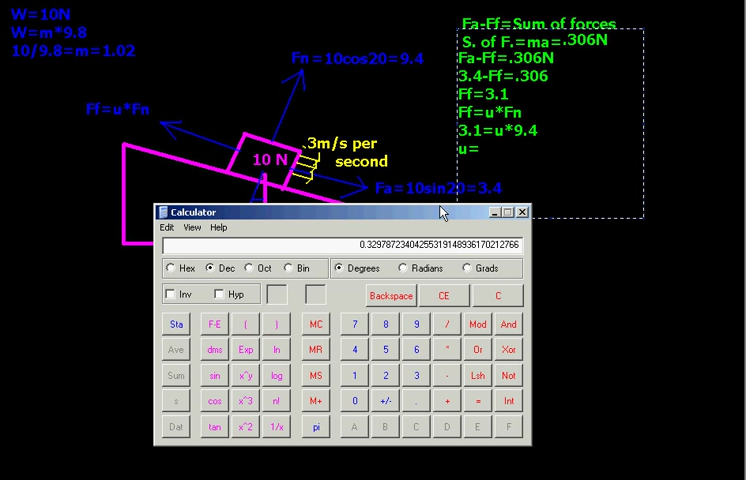 W=10N
W=m*9.8
10/9.8=m=1.02
Fn=10cos20=9.4
Ff=u*Fn
.3m/s per
second
10 N
Fa=10sin20=3.4
Fa-Ff=Sum of forces
S. of F.=ma=.306N
Fa-Ff=.306N
3.4-Ff=.306
Ff=3.1
Ff=u*Fn
3.1=u*9.4
u=
Calculator
Edit View Help
0.32978723404255319148936170212766
Hex Dec Oct Bin Degrees Radians Grads
Inv Hyp Backspace CE C
Sta F-E ( ) MC 7 8 9 / Mod And
Ave dms Exp ln MR 4 5 6 * Or Xor
Sum sin x^y log MS 1 2 3 - Lsh Not
s cos x^3 n! M+ 0 +/- . + = Int
Dat tan x^2 1/x pi A B C D E F